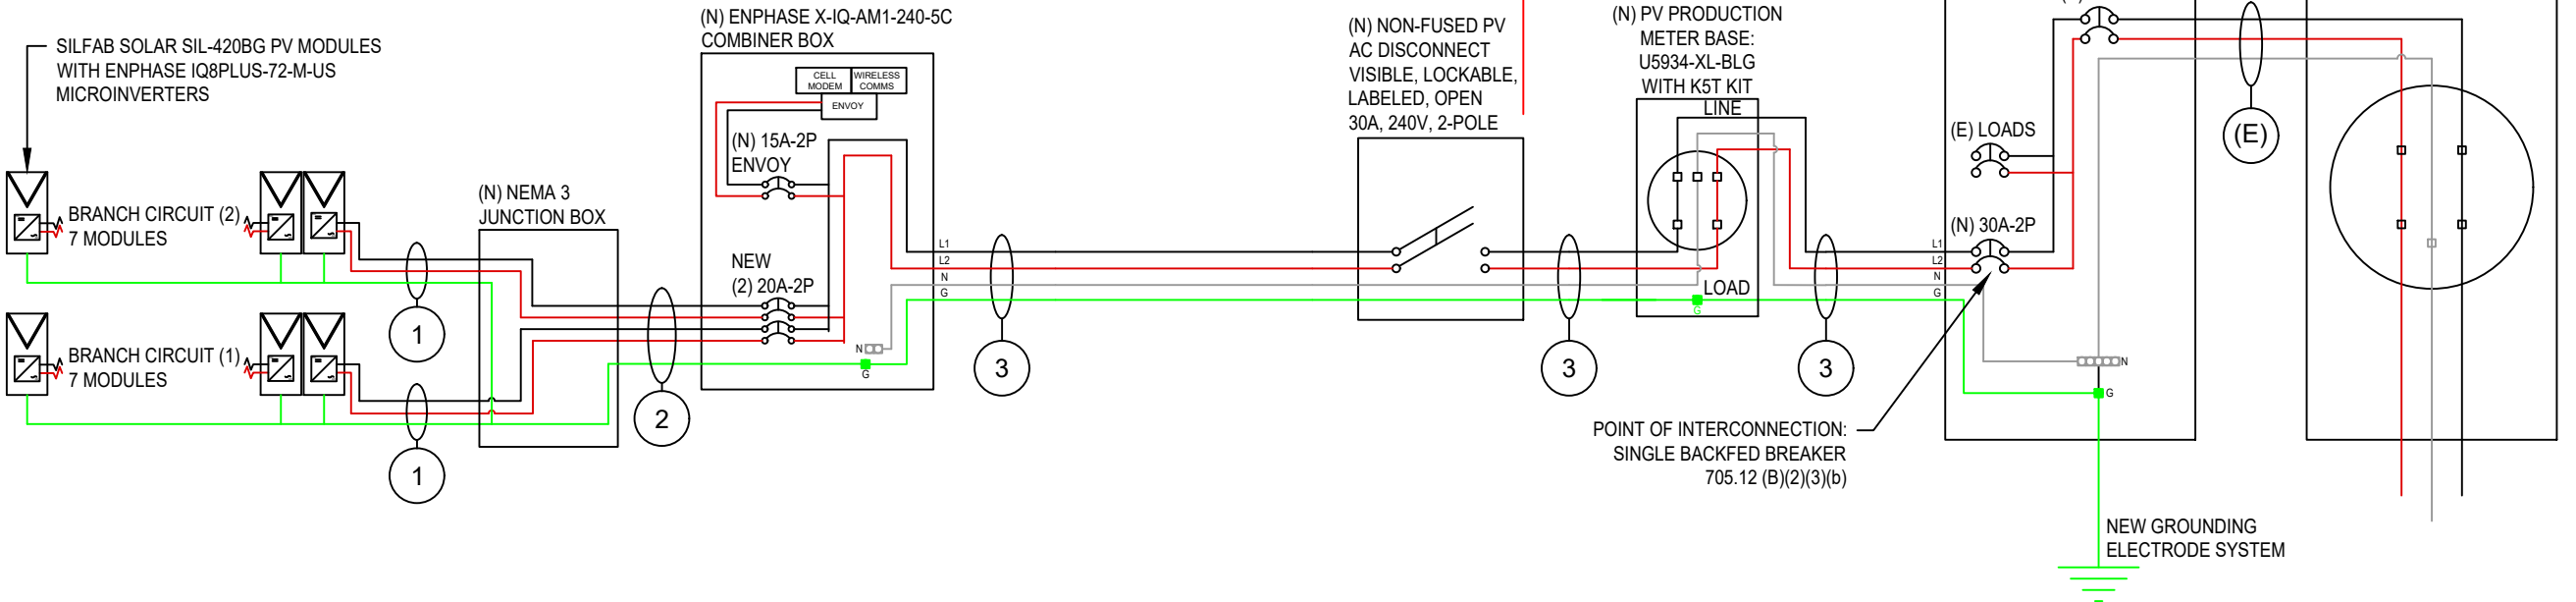 SILFAB SOLAR SIL-420BG PV MODULES
WITH ENPHASE IQ8PLUS-72-M-US
MICROINVERTERS
BRANCH CIRCUIT (2)
7 MODULES
BRANCH CIRCUIT (1)
7 MODULES
1
1
(N) NEMA 3
JUNCTION BOX
2
(N) ENPHASE X-IQ-AM1-240-5C
COMBINER BOX
CELL
MODEM
WIRELESS
COMMS
ENVOY
(N) 15A-2P
ENVOY
NEW
(2) 20A-2P
N
G
L1
L2
N
G
3
(N) NON-FUSED PV
AC DISCONNECT
VISIBLE, LOCKABLE,
LABELED, OPEN
30A, 240V, 2-POLE
3
(N) PV PRODUCTION
METER BASE:
U5934-XL-BLG
WITH K5T KIT
LINE
LOAD
G
3
L1
L2
N
G
(E) LOADS
(N) 30A-2P
N
G
POINT OF INTERCONNECTION:
SINGLE BACKFED BREAKER
705.12 (B)(2)(3)(b)
(E)
NEW GROUNDING
ELECTRODE SYSTEM